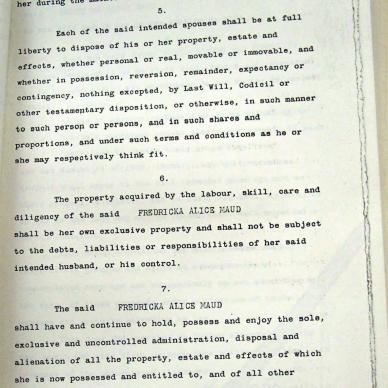 her during the
5.
Each of the said intended spouses shall be at full
liberty to dispose of his or her property, estate and
effects, whether personal or real, movable or immovable, and
whether in possession, reversion, remainder, expectancy or
contingency, nothing excepted, by Last Will, Codicil or
other testamentary disposition, or otherwise, in such manner
to such person or persons, and in such shares and
proportions, and under such terms and conditions as he or
she may respectively think fit.
6.
The property acquired by the labour, skill, care and
diligency of the said FREDRICKA ALICE MAUD
shall be her own exclusive property and shall not be subject
to the debts, liabilities or responsibilities of her said
intended husband, or his control.
7.
The said FREDRICKA ALICE MAUD
shall have and continue to hold, possess and enjoy the sole,
exclusive and uncontrolled administration, disposal and
alienation of all the property, estate and effects of which
she is now possessed and entitled to, and of all other